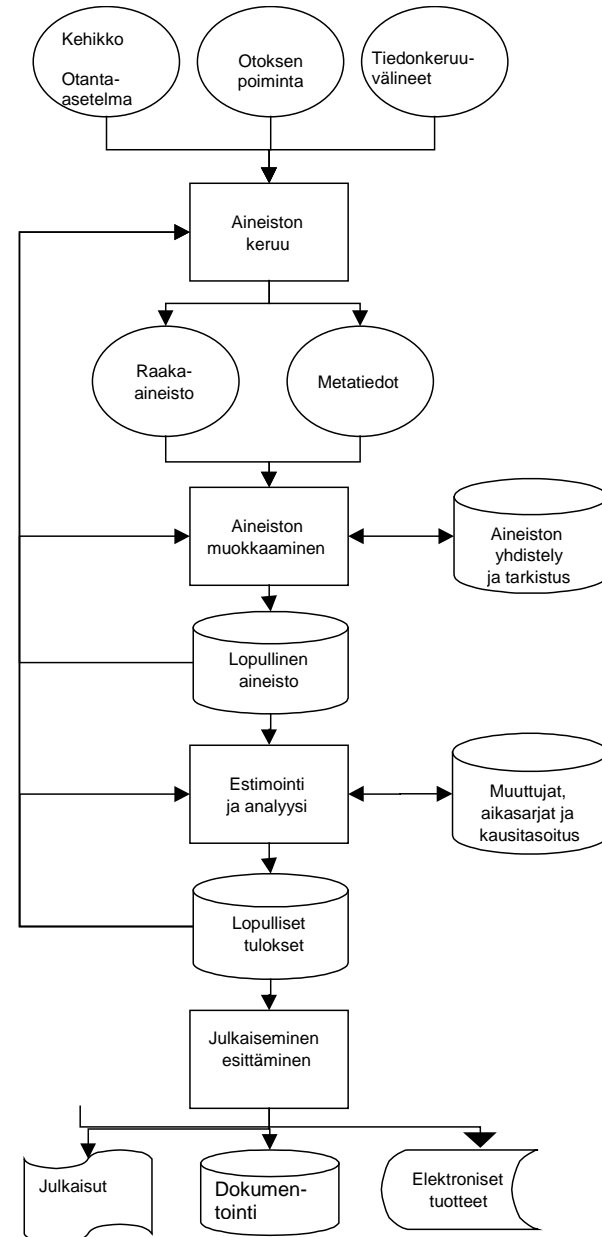 Kehikko
Otanta-
asetelma
Otoksen
poiminta
Tiedonkeruu-
välineet
Aineiston
keruu
Raaka-
aineisto
Metatiedot
Aineiston
muokkaaminen
Aineiston
yhdistely
ja tarkistus
Lopullinen
aineisto
Estimointi
ja analyysi
Muuttujat,
aikasarjat ja
kausitasoitus
Lopulliset
tulokset
Julkaiseminen
esittäminen
Julkaisut
Dokumen-
tointi
Elektroniset
tuotteet